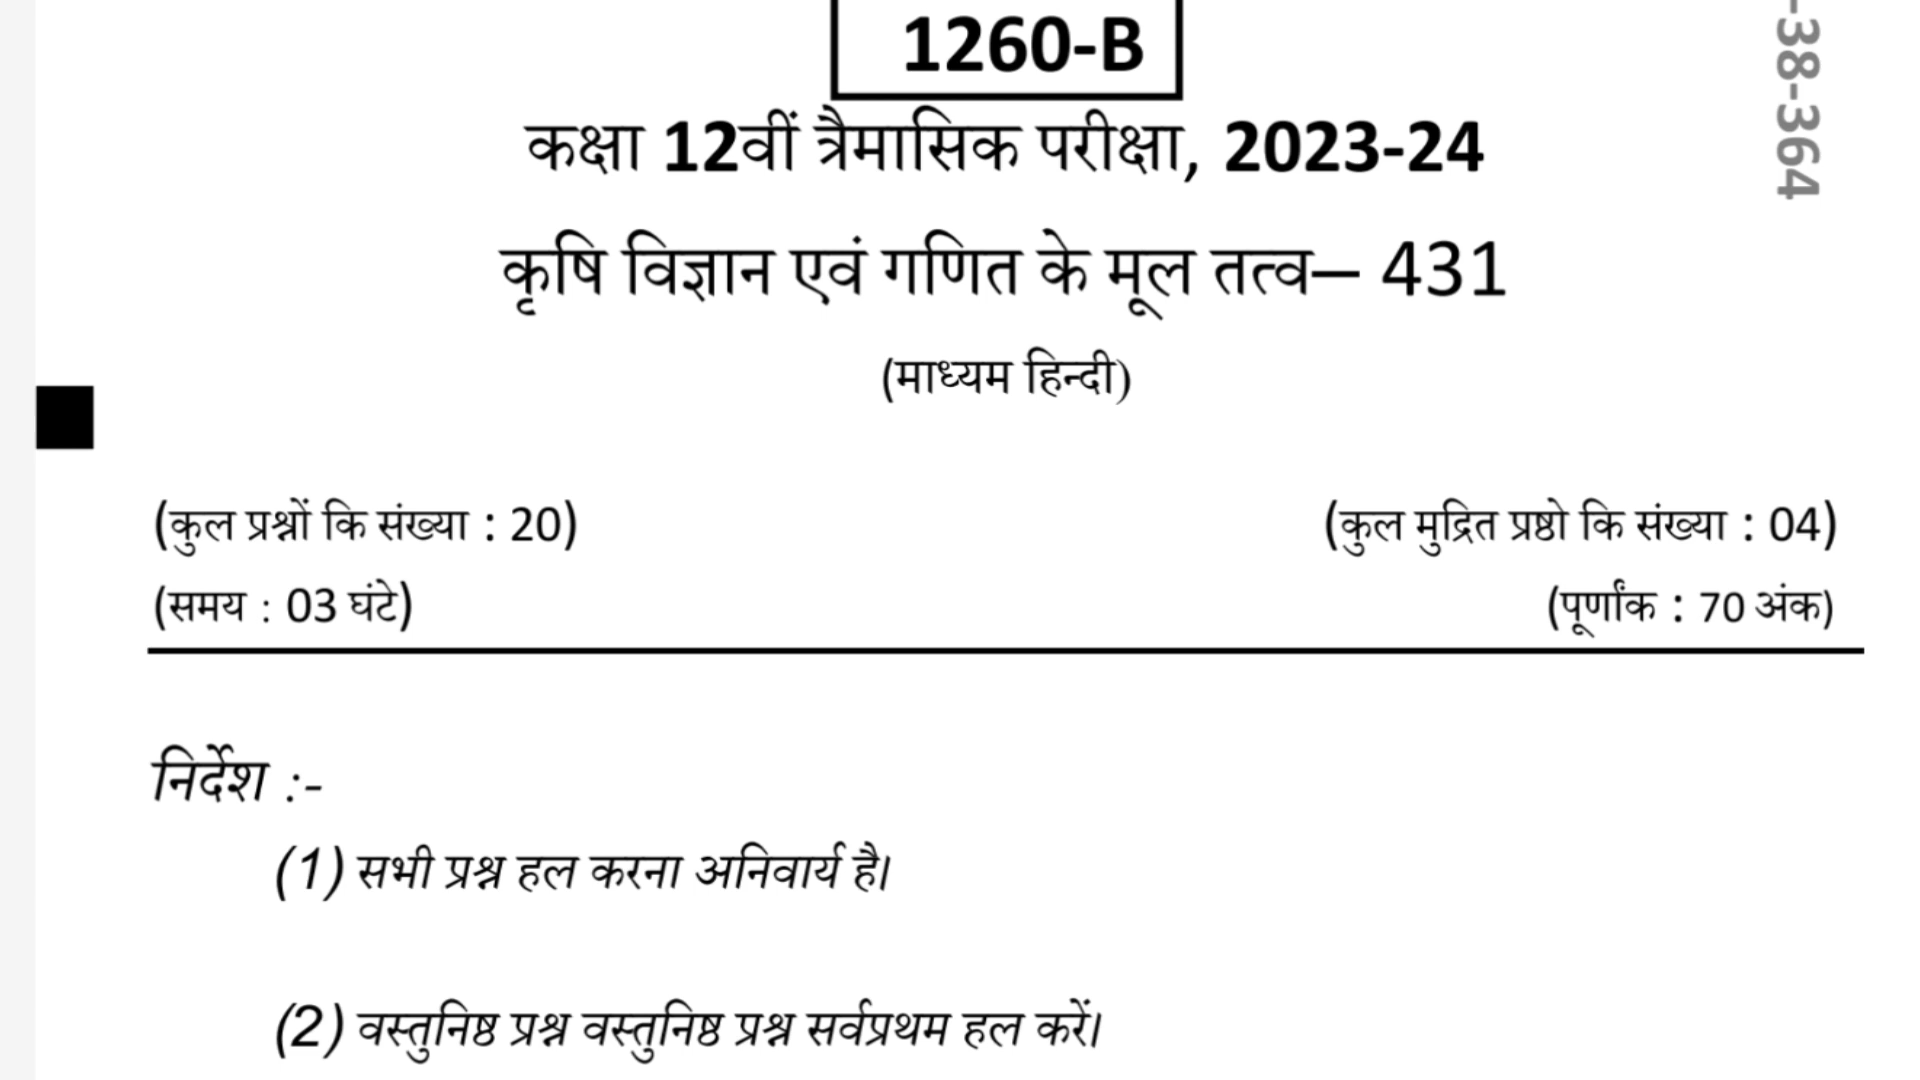 1260-B
-38-364
कक्षा 12वीं त्रैमासिक परीक्षा, 2023-24
कृषि विज्ञान एवं गणित के मूल तत्व— 431
(माध्यम हिन्दी)
(कुल प्रश्नों कि संख्या : 20)
(कुल मुद्रित प्रष्ठो कि संख्या : 04)
(समय : 03 घंटे)
(पूर्णांक : 70 अंक)
निर्देश :-
(1) सभी प्रश्न हल करना अनिवार्य है।
(2) वस्तुनिष्ठ प्रश्न वस्तुनिष्ठ प्रश्न सर्वप्रथम हल करें।